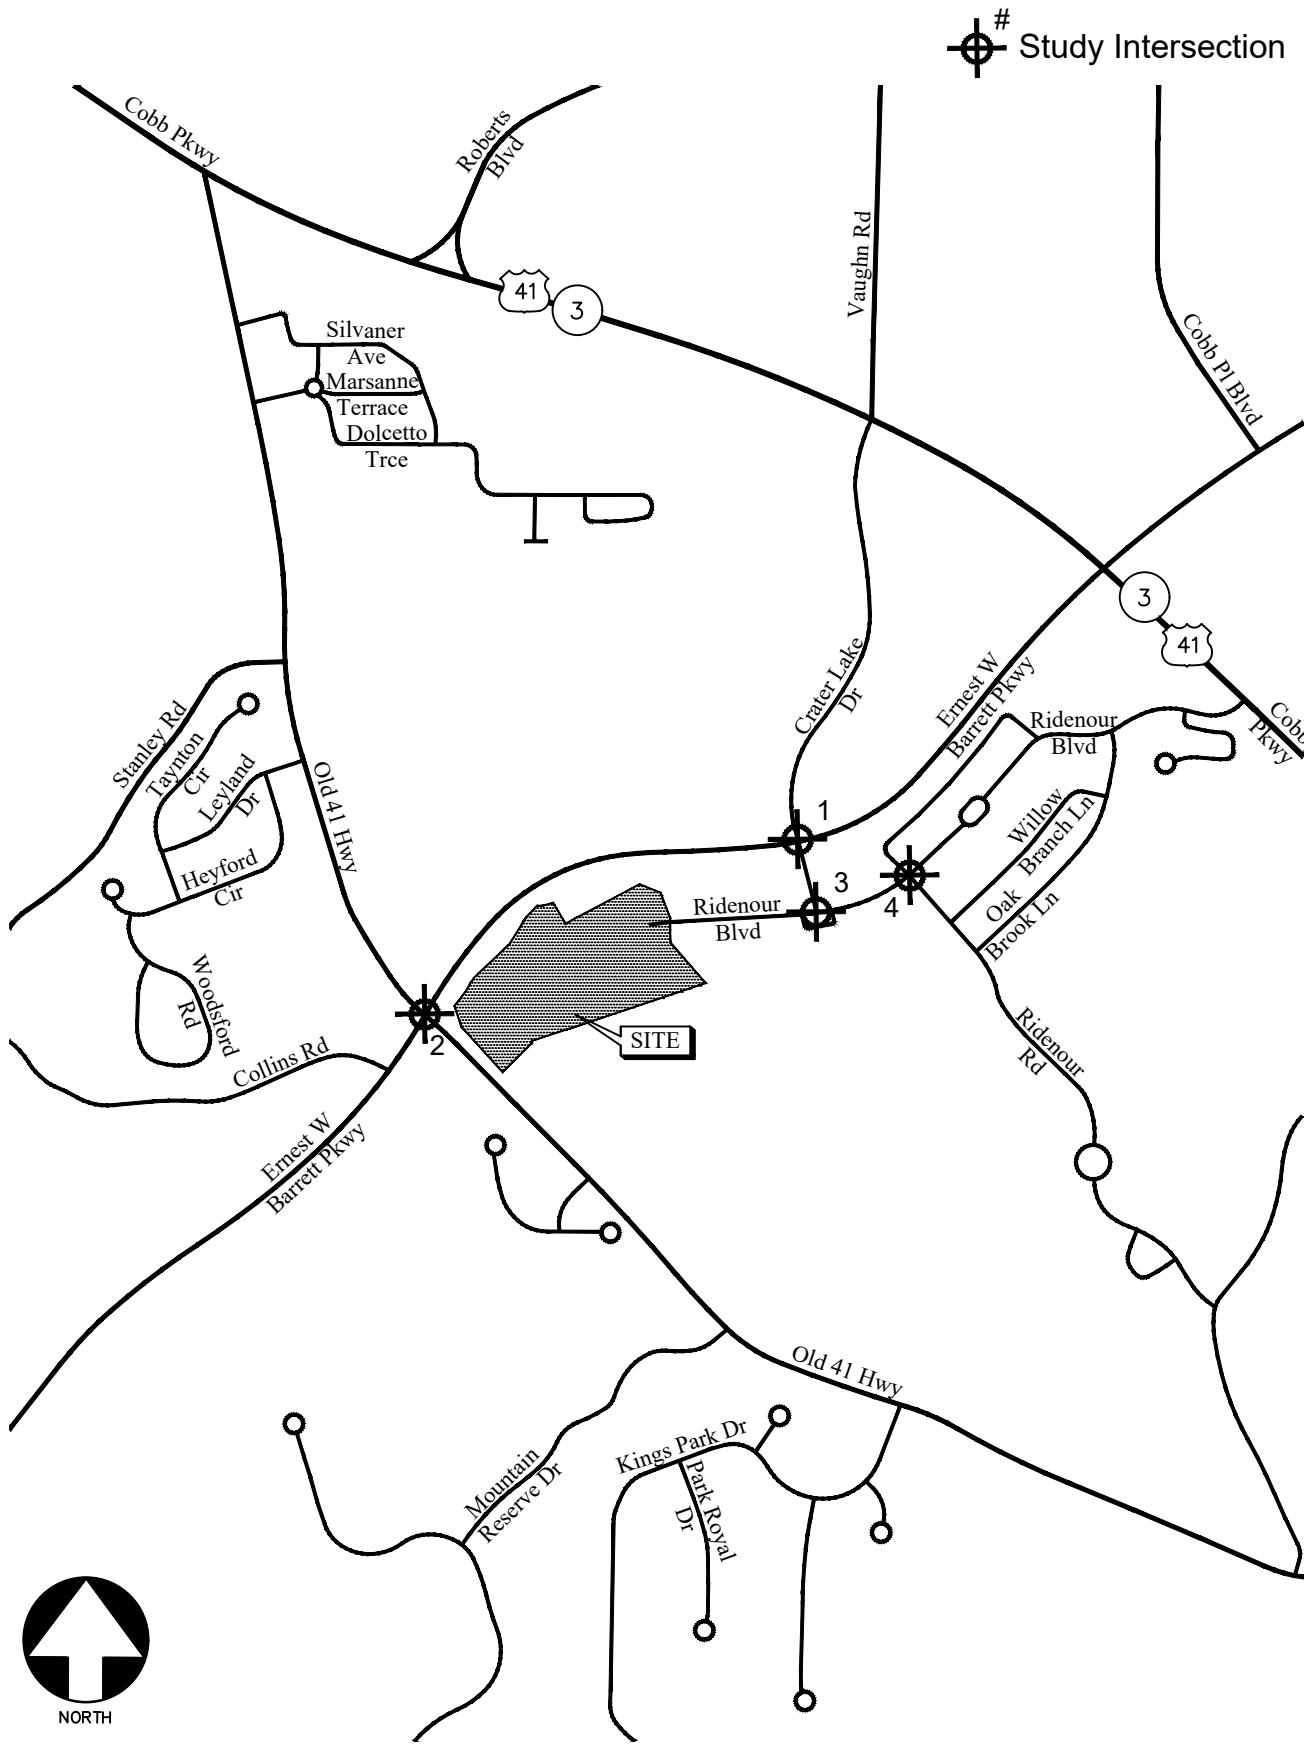 #
Study Intersection
Cobb Pkwy
Roberts
Blvd
41
3
Vaughn Rd
Cobb Pl Blvd
Silvaner
Ave
Marsanne
Terrace
Dolcetto
Trce
3
41
Cobb
Pkwy
Crater Lake
Dr
Ernest W
Barrett Pkwy
Ridenour
Blvd
Stanley Rd
Taynton
Cir
Leyland
Dr
Old 41 Hwy
Heyford
Cir
Willow
Branch Ln
Oak
Brook Ln
1
3
4
Ridenour
Blvd
Woodsford
Rd
2
SITE
Collins Rd
Ridenour
Rd
Ernest W
Barrett Pkwy
Old 41 Hwy
Mountain
Reserve Dr
Kings Park Dr
Park Royal
Dr
NORTH